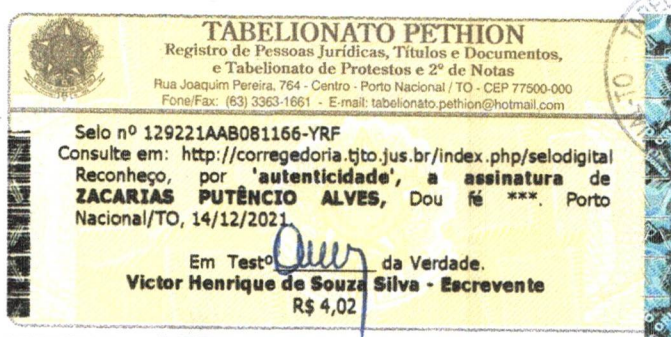 TABELIONATO PETHION
Registro de Pessoas Jurídicas, Títulos e Documentos,
e Tabelionato de Protestos e 2º de Notas
Rua Joaquim Pereira, 764 - Centro - Porto Nacional / TO - CEP 77500-000
Fone/Fax: (63) 3363-1661 - E-mail: tabelionato.pethion@hotmail.com
Selo nº 129221AAB081166-YRF
Consulte em: http://corregedoria.tjto.jus.br/index.php/selodigital
Reconheço, por 'autenticidade', a assinatura de
ZACARIAS PUTÊNCIO ALVES, Dou fé ***. Porto
Nacional/TO, 14/12/2021
Em Testº da Verdade.
Victor Henrique de Souza Silva - Escrevente
R$ 4,02